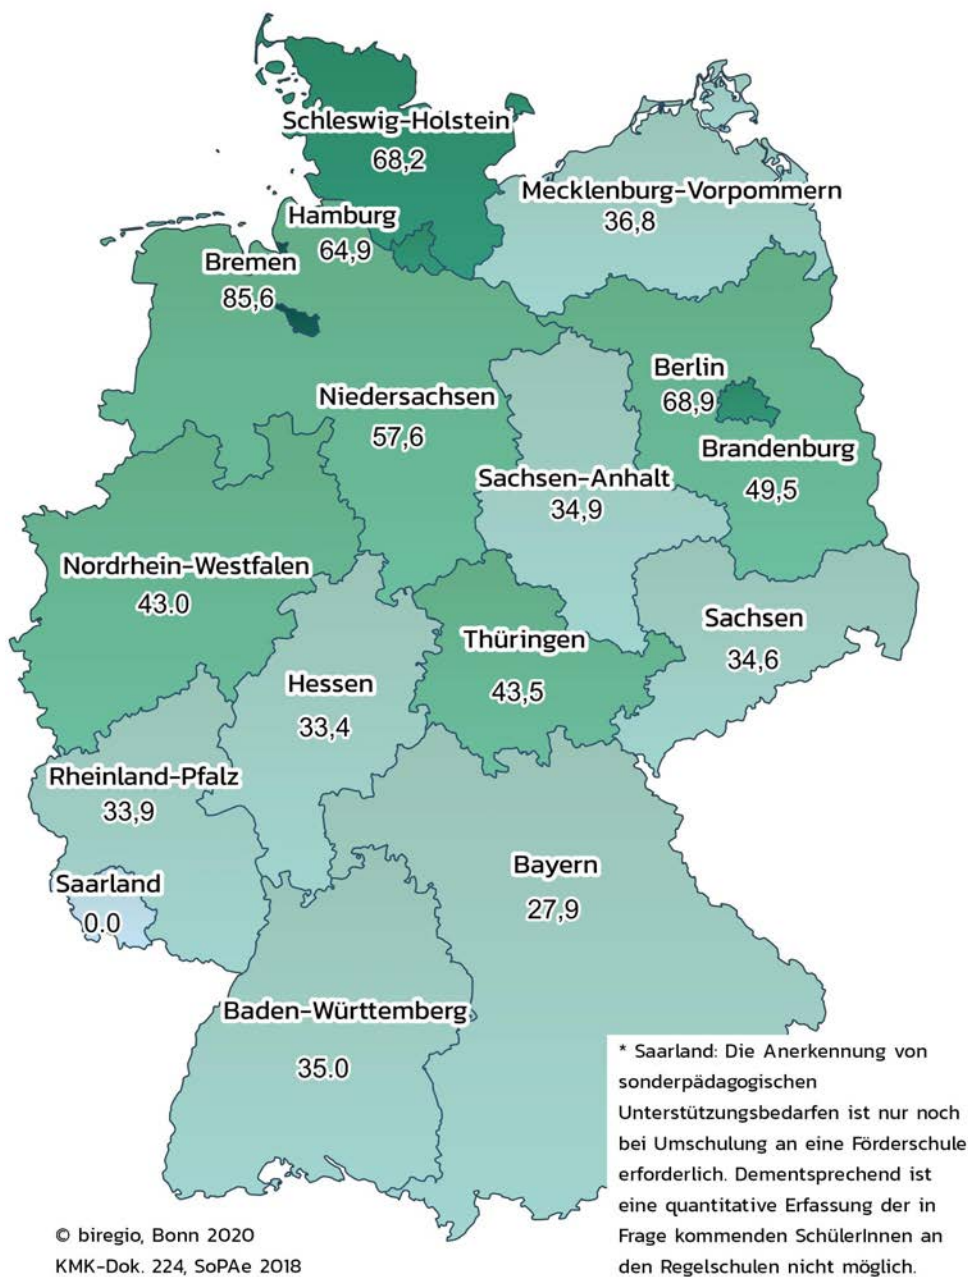 Schleswig-Holstein
68,2
Mecklenburg-Vorpommern
36,8
Hamburg
64,9
Bremen
85,6
Berlin
68,9
Niedersachsen
57,6
Brandenburg
49,5
Sachsen-Anhalt
34,9
Nordrhein-Westfalen
43.0
Sachsen
34,6
Thüringen
43,5
Hessen
33,4
Rheinland-Pfalz
33,9
Bayern
27,9
Saarland
0.0
Baden-Württemberg
35.0
* Saarland: Die Anerkennung von
sonderpädagogischen
Unterstützungsbedarfen ist nur noch
bei Umschulung an eine Förderschule
erforderlich. Dementsprechend ist
eine quantitative Erfassung der in
Frage kommenden SchülerInnen an
den Regelschulen nicht möglich.
© biregio, Bonn 2020
KMK-Dok. 224, SoPAe 2018